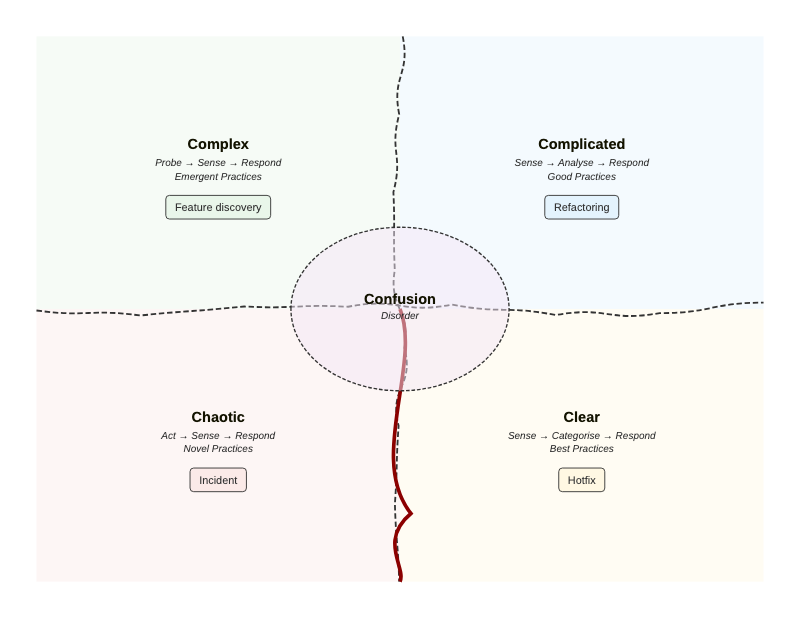 Complex
Probe → Sense → Respond
Emergent Practices
Feature discovery
Complicated
Sense → Analyse → Respond
Good Practices
Refactoring
Confusion
Disorder
Chaotic
Act → Sense → Respond
Novel Practices
Incident
Clear
Sense → Categorise → Respond
Best Practices
Hotfix